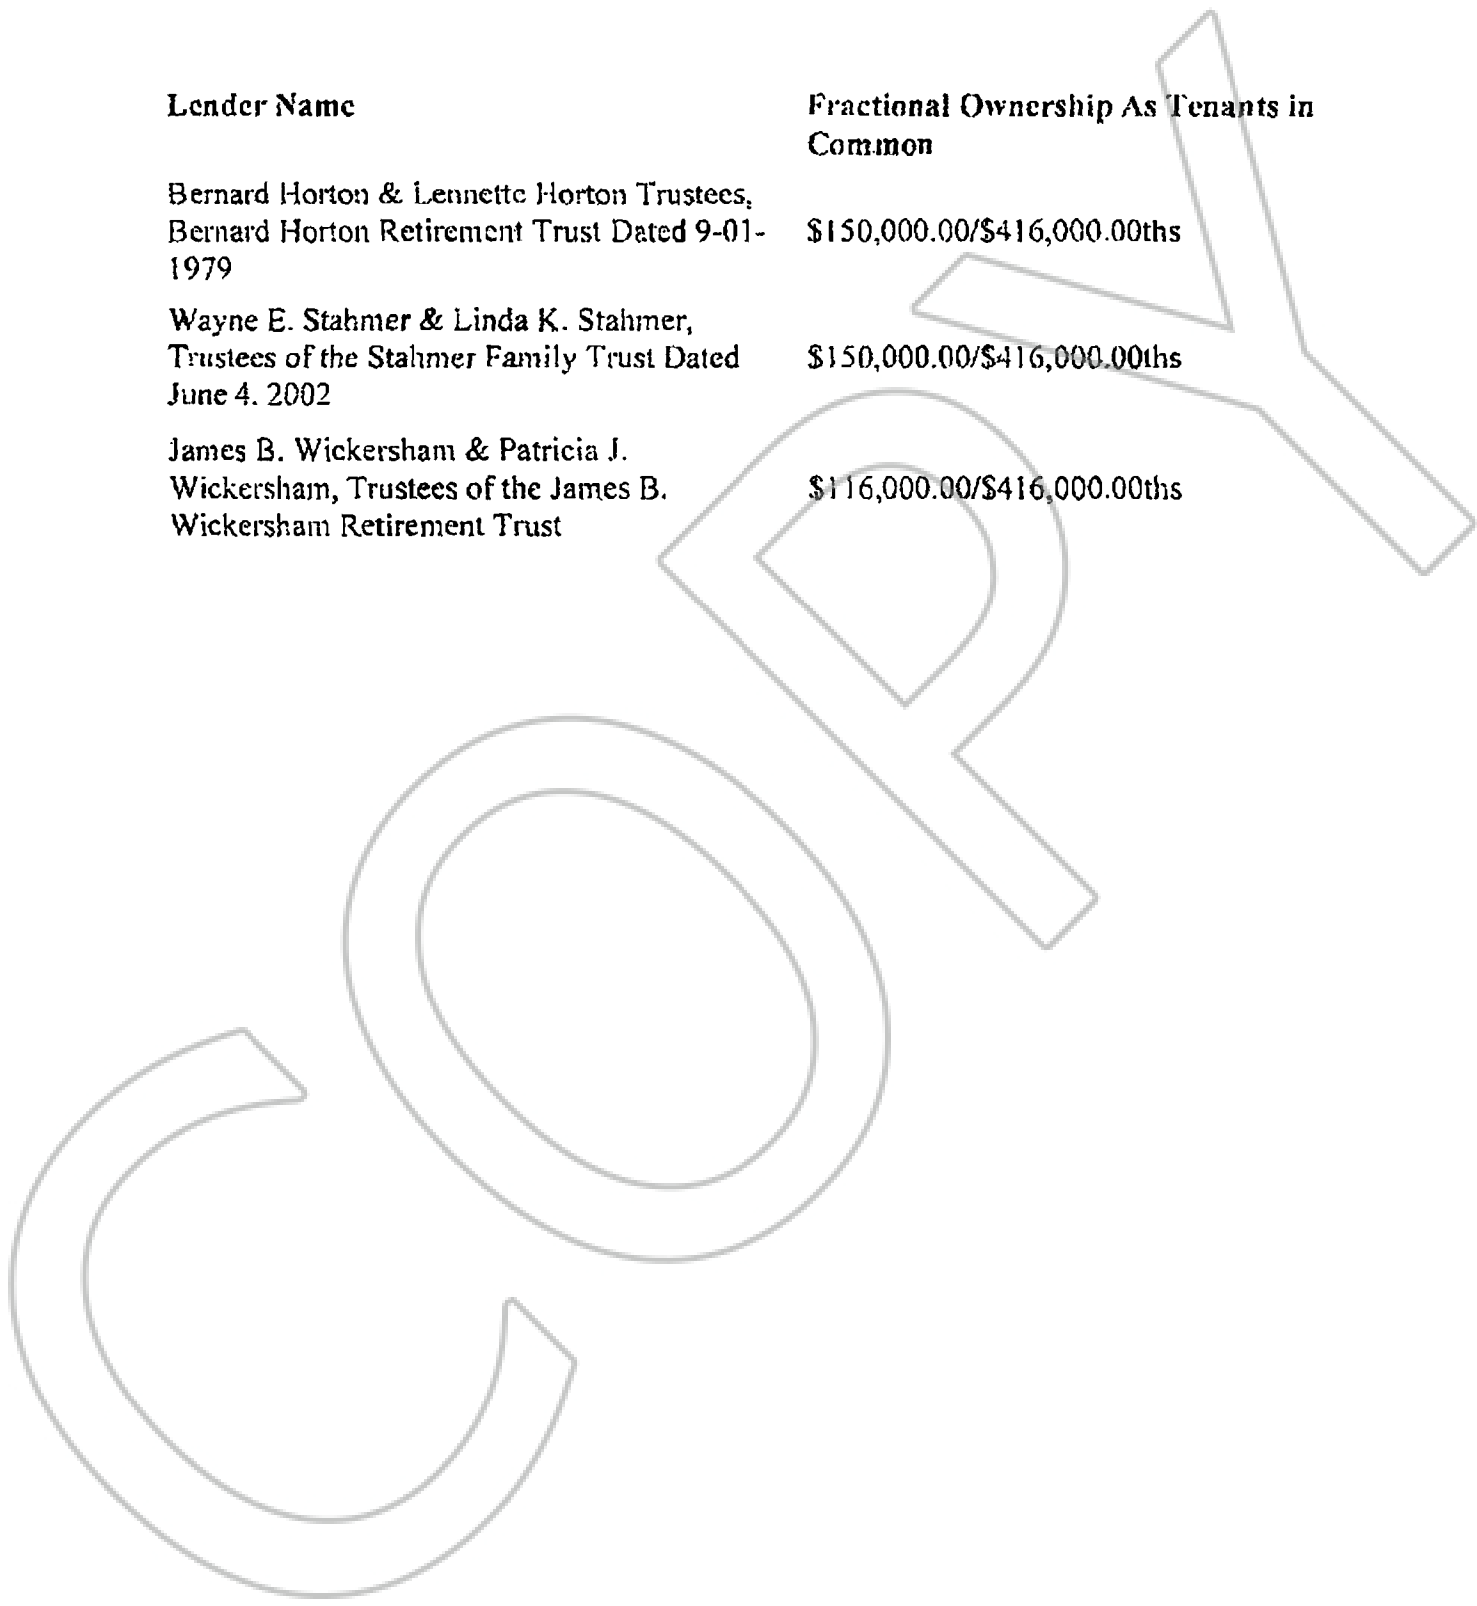 Lender Name
Fractional Ownership As Tenants in
Common
Bernard Horton & Lennette Horton Trustees,
Bernard Horton Retirement Trust Dated 9-01-
1979
$150,000.00/$416,000.00ths
Wayne E. Stahmer & Linda K. Stahmer,
Trustees of the Stahmer Family Trust Dated
June 4. 2002
$150,000.00/$416,000.00ths
James B. Wickersham & Patricia J.
Wickersham, Trustees of the James B.
Wickersham Retirement Trust
$116,000.00/$416,000.00ths
COPY